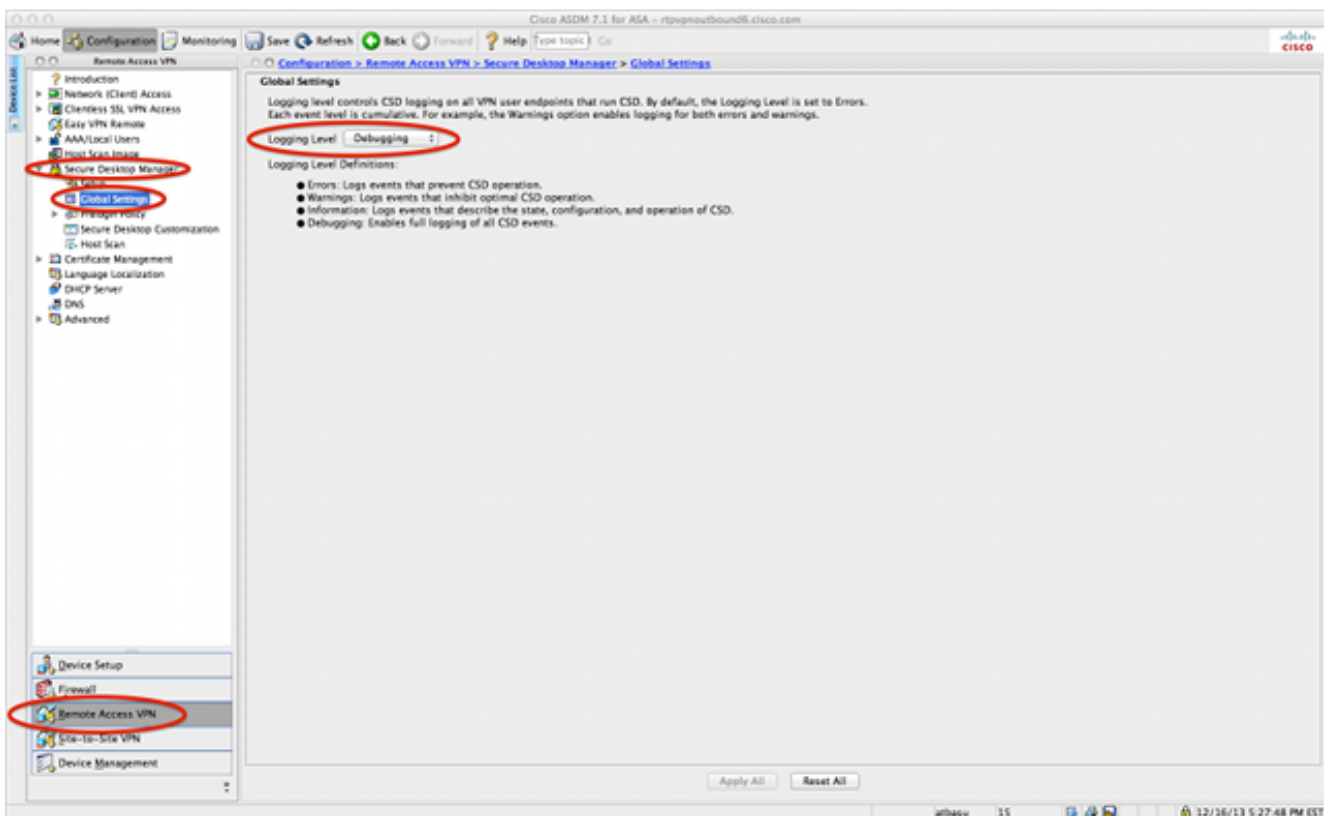 Cisco ASDM 7.1 for ASA - rtpvpnoutbound6.cisco.com
Home Configuration Monitoring Save Refresh Back Forward Help Type topic Go
CISCO
Device List
Remote Access VPN
Introduction
Network (Client) Access
Clientless SSL VPN Access
Easy VPN Remote
AAA/Local Users
Host Scan Image
Secure Desktop Manager
Setup
Global Settings
Prelogin Policy
Secure Desktop Customization
Host Scan
Certificate Management
Language Localization
DHCP Server
DNS
Advanced
Device Setup
Firewall
Remote Access VPN
Site-to-Site VPN
Device Management
Configuration > Remote Access VPN > Secure Desktop Manager > Global Settings
Global Settings
Logging level controls CSD logging on all VPN user endpoints that run CSD. By default, the Logging Level is set to Errors.
Each event level is cumulative. For example, the Warnings option enables logging for both errors and warnings.
Logging Level Debugging
Logging Level Definitions:
● Errors: Logs events that prevent CSD operation.
● Warnings: Logs events that inhibit optimal CSD operation.
● Information: Logs events that describe the state, configuration, and operation of CSD.
● Debugging: Enables full logging of all CSD events.
Apply All Reset All
atbasu 15 12/16/13 5:27:48 PM EST